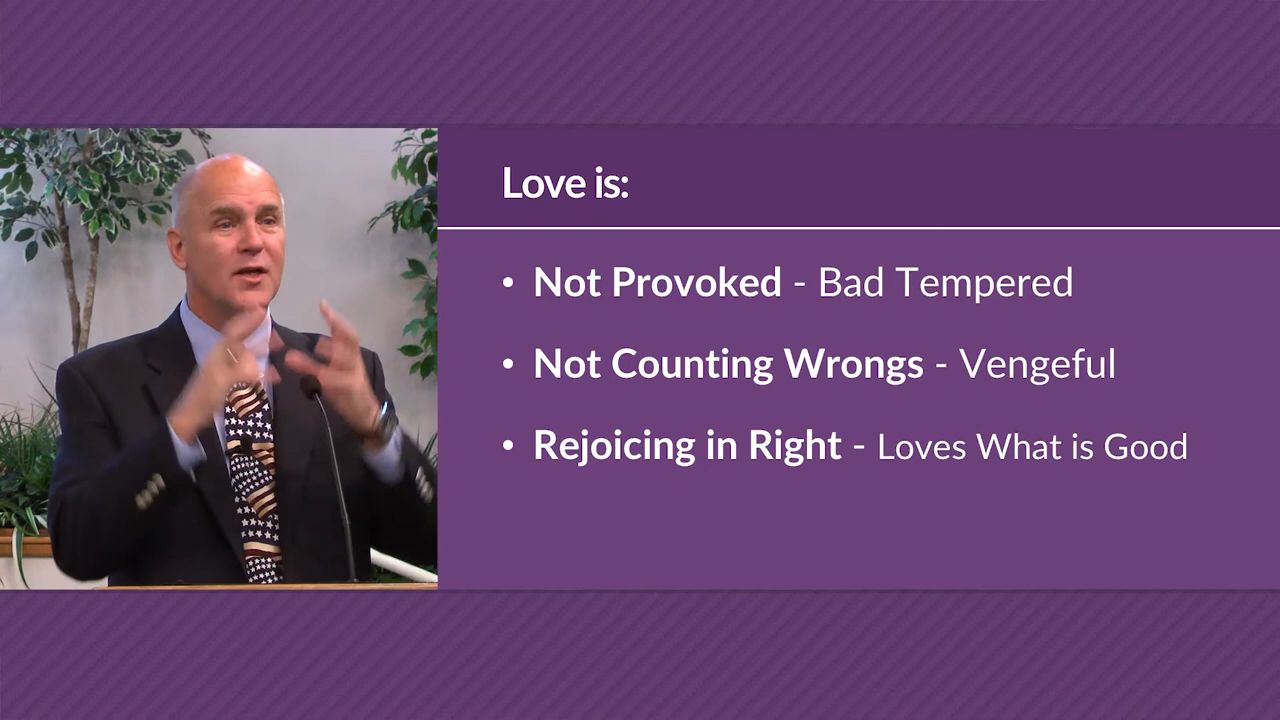 Love is:
• Not Provoked - Bad Tempered
• Not Counting Wrongs - Vengeful
• Rejoicing in Right - Loves What is Good